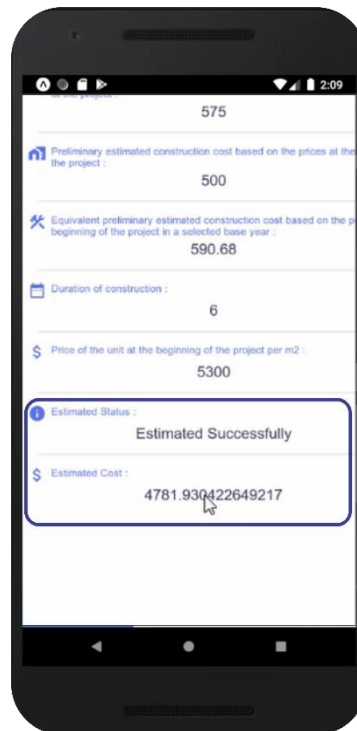 2:09
of the project :
575
Preliminary estimated construction cost based on the prices at the
the project :
500
Equivalent preliminary estimated construction cost based on the p
beginning of the project in a selected base year :
590.68
Duration of construction :
6
Price of the unit at the beginning of the project per m2 :
5300
Estimated Status :
Estimated Successfully
Estimated Cost :
4781.930422649217